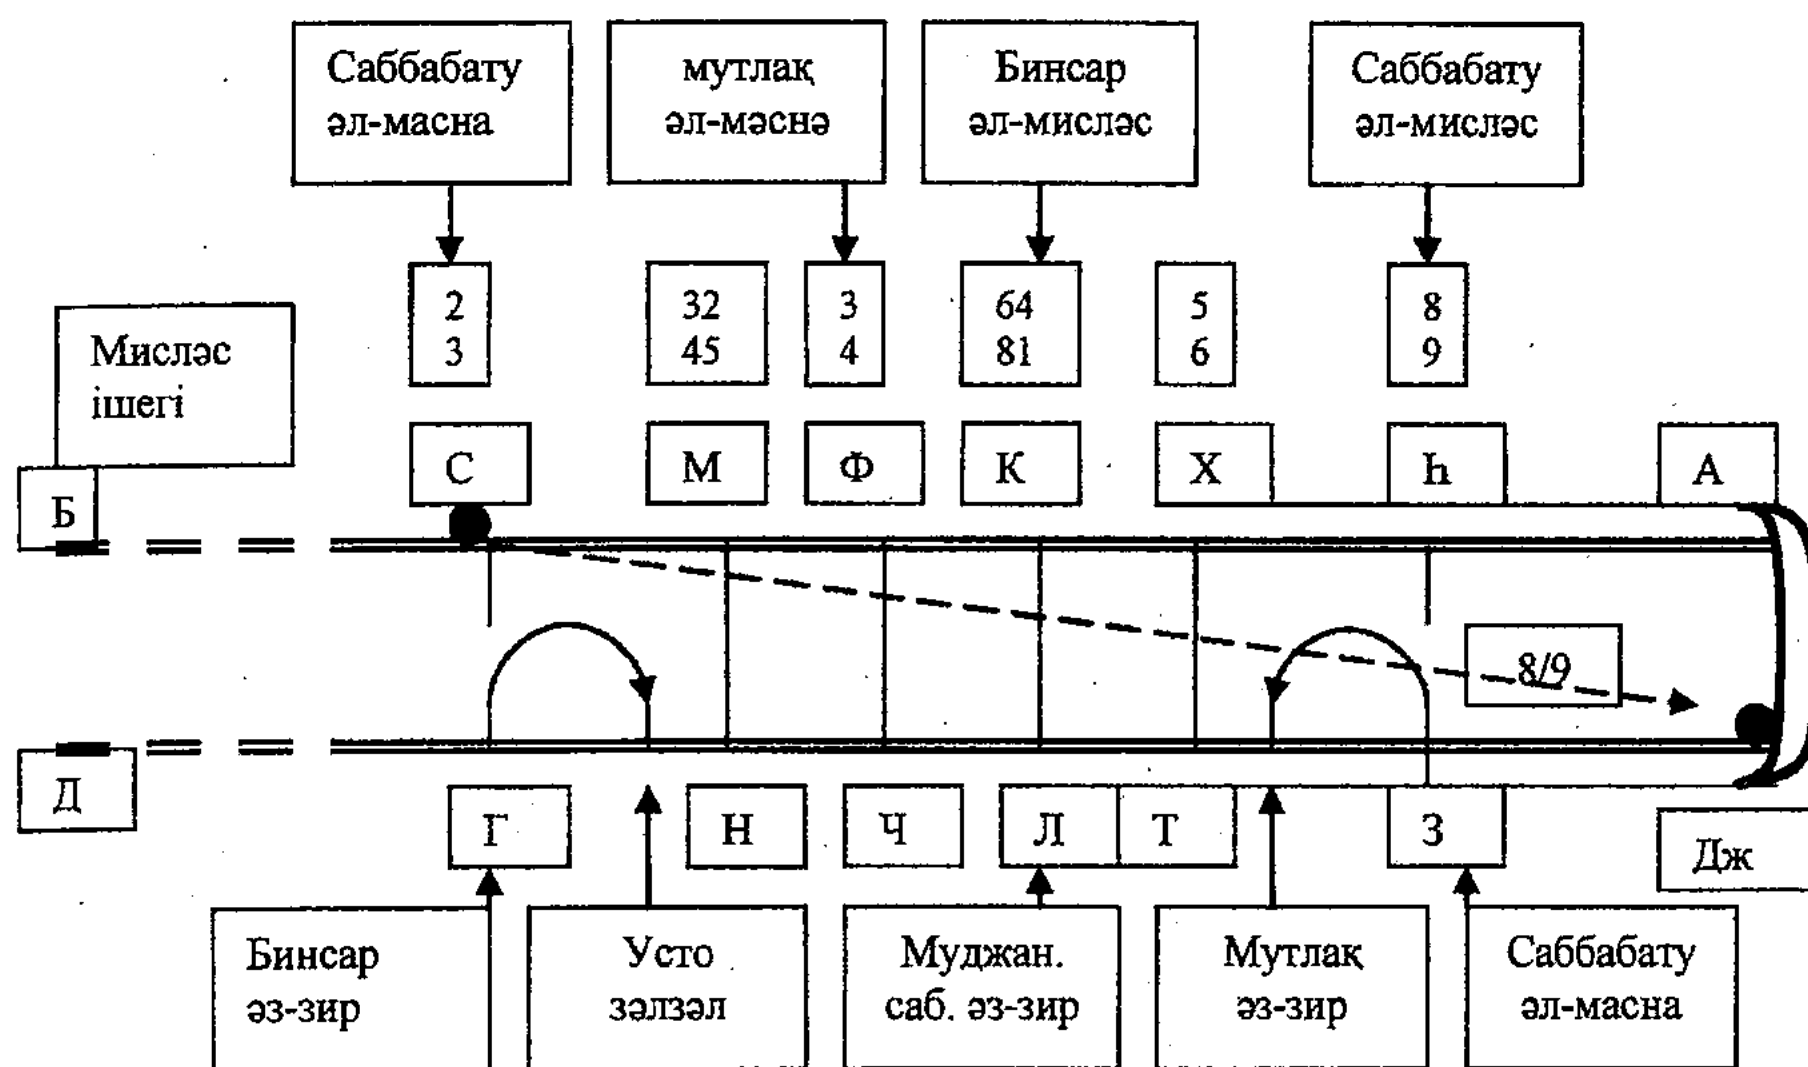 Саббабату
әл-масна
мутлақ
әл-мәснә
Бинсар
әл-мисләс
Саббабату
әл-мисләс
Мисләс
ішегі
2
3
32
45
3
4
64
81
5
6
8
9
Б
С
М
Ф
К
Х
һ
А
8/9
Д
Г
Н
Ч
Л
Т
З
Дж
Бинсар
әз-зир
Усто
зәлзәл
Муджан.
саб. әз-зир
Мутлақ
әз-зир
Саббабату
әл-масна